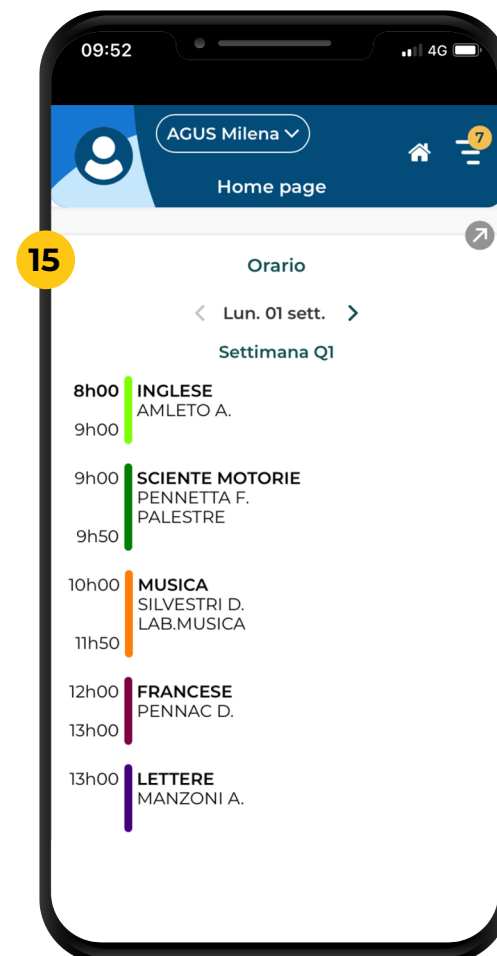 09:52
4G
AGUS Milena
7
Home page
15
Orario
Lun. 01 sett.
Settimana Q1
8h00 INGLESE
AMLETO A.
9h00
9h00 SCIENTE MOTORIE
PENNETTA F.
PALESTRE
9h50
10h00 MUSICA
SILVESTRI D.
LAB.MUSICA
11h50
12h00 FRANCESE
PENNAC D.
13h00
13h00 LETTERE
MANZONI A.